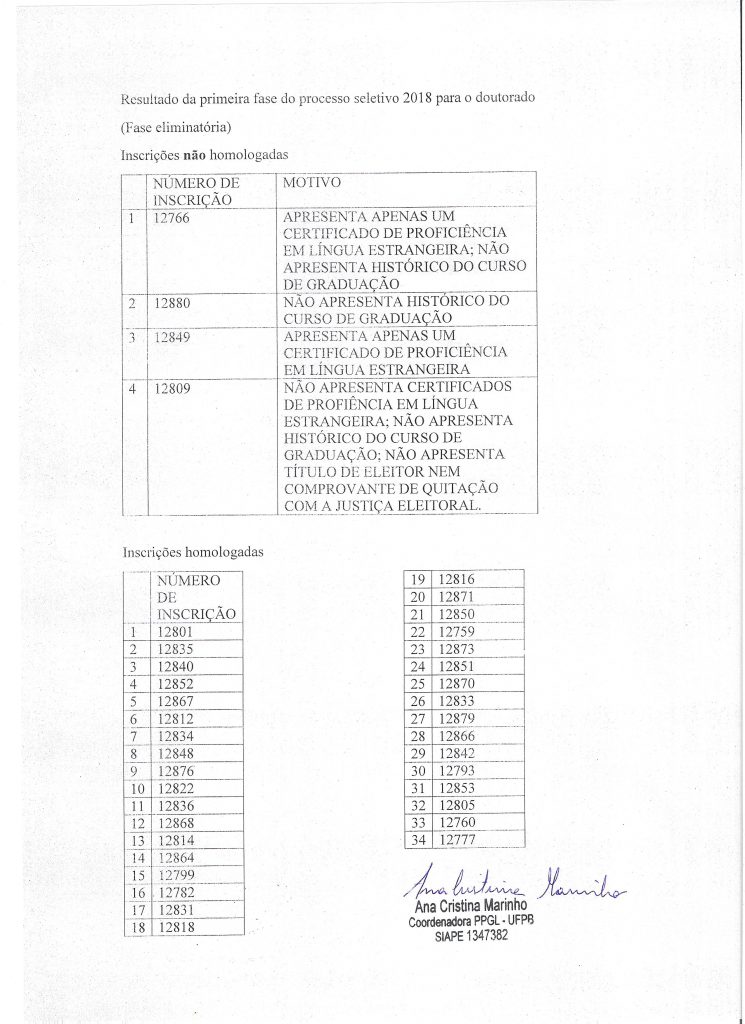 Resultado da primeira fase do processo seletivo 2018 para o doutorado
(Fase eliminatória)
Inscrições não homologadas
NÚMERO DE INSCRIÇÃO MOTIVO
1 12766 APRESENTA APENAS UM
CERTIFICADO DE PROFICIÊNCIA
EM LÍNGUA ESTRANGEIRA; NÃO
APRESENTA HISTÓRICO DO CURSO
DE GRADUAÇÃO
2 12880 NÃO APRESENTA HISTÓRICO DO
CURSO DE GRADUAÇÃO
3 12849 APRESENTA APENAS UM
CERTIFICADO DE PROFICIÊNCIA
EM LÍNGUA ESTRANGEIRA
4 12809 NÃO APRESENTA CERTIFICADOS
DE PROFIÊNCIA EM LÍNGUA
ESTRANGEIRA; NÃO APRESENTA
HISTÓRICO DO CURSO DE
GRADUAÇÃO; NÃO APRESENTA
TÍTULO DE ELEITOR NEM
COMPROVANTE DE QUITAÇÃO
COM A JUSTIÇA ELEITORAL.
Inscrições homologadas
NÚMERO
DE
INSCRIÇÃO
1 12801
2 12835
3 12840
4 12852
5 12867
6 12812
7 12834
8 12848
9 12876
10 12822
11 12836
12 12868
13 12814
14 12864
15 12799
16 12782
17 12831
18 12818
19 12816
20 12871
21 12850
22 12759
23 12873
24 12851
25 12870
26 12833
27 12879
28 12866
29 12842
30 12793
31 12853
32 12805
33 12760
34 12777
Ana Cristina Marinho
Ana Cristina Marinho
Coordenadora PPGL - UFPB
SIAPE 1347382